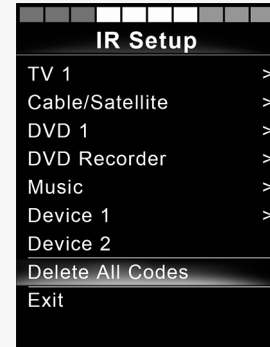 IR Setup
TV 1 >
Cable/Satellite >
DVD 1 >
DVD Recorder >
Music >
Device 1 >
Device 2
Delete All Codes
Exit